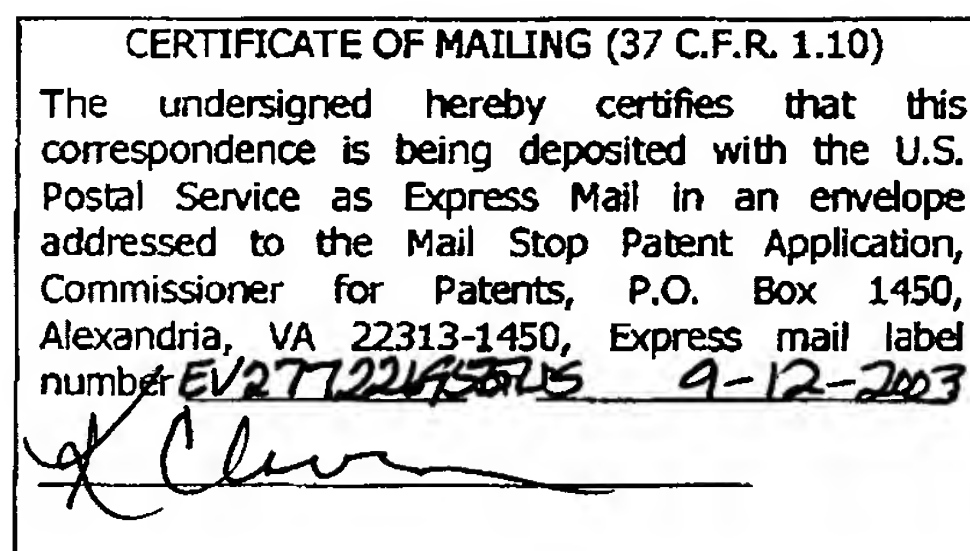 CERTIFICATE OF MAILING (37 C.F.R. 1.10)
The undersigned hereby certifies that this
correspondence is being deposited with the U.S.
Postal Service as Express Mail in an envelope
addressed to the Mail Stop Patent Application,
Commissioner for Patents, P.O. Box 1450,
Alexandria, VA 22313-1450, Express mail label
number 9-12-2003